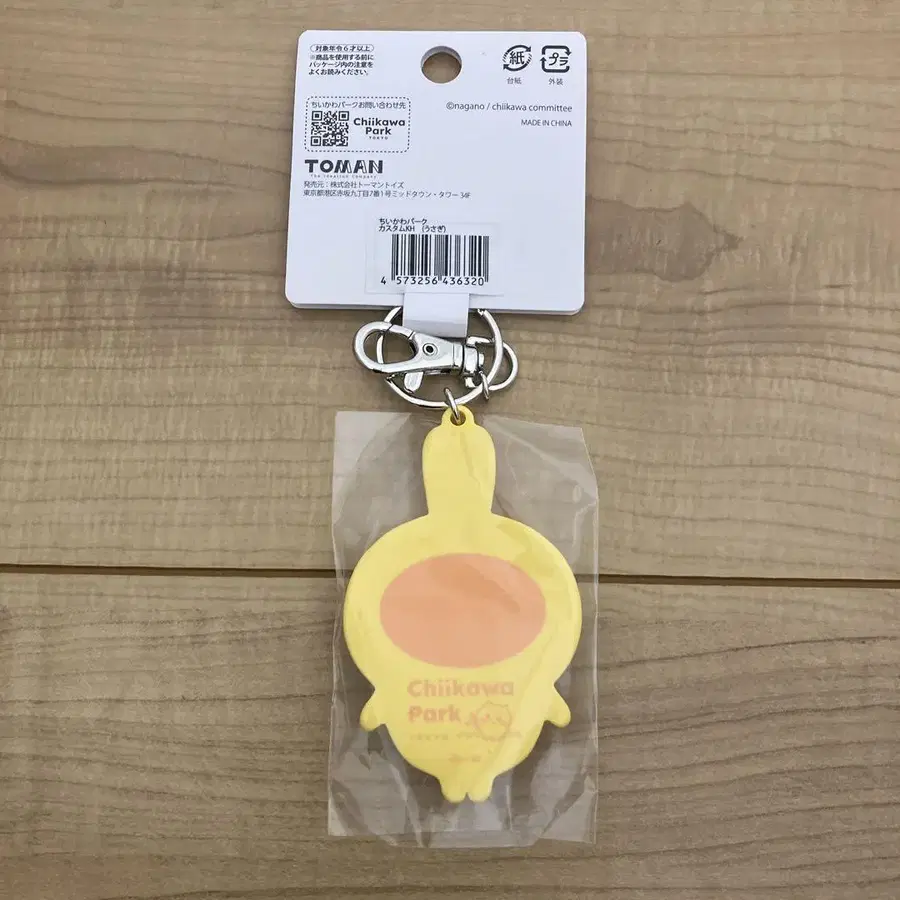 対象年令6才以上
※商品を使用する前に
パッケージ内の注意を
よくお読みください。
紙
台紙
プラ
外装
ちいかわパークお問い合わせ先
Chiikawa
Park
TOKYO
©nagano / chiikawa committee
MADE IN CHINA
TOMAN
The Ideation Company
発売元：株式会社トーマントイズ
東京都港区赤坂九丁目7番1号ミッドタウン・タワー 34F
ちいかわパーク
カスタムKH (うさぎ)
4 573256 436320
Chiikawa
Park
TOKYO